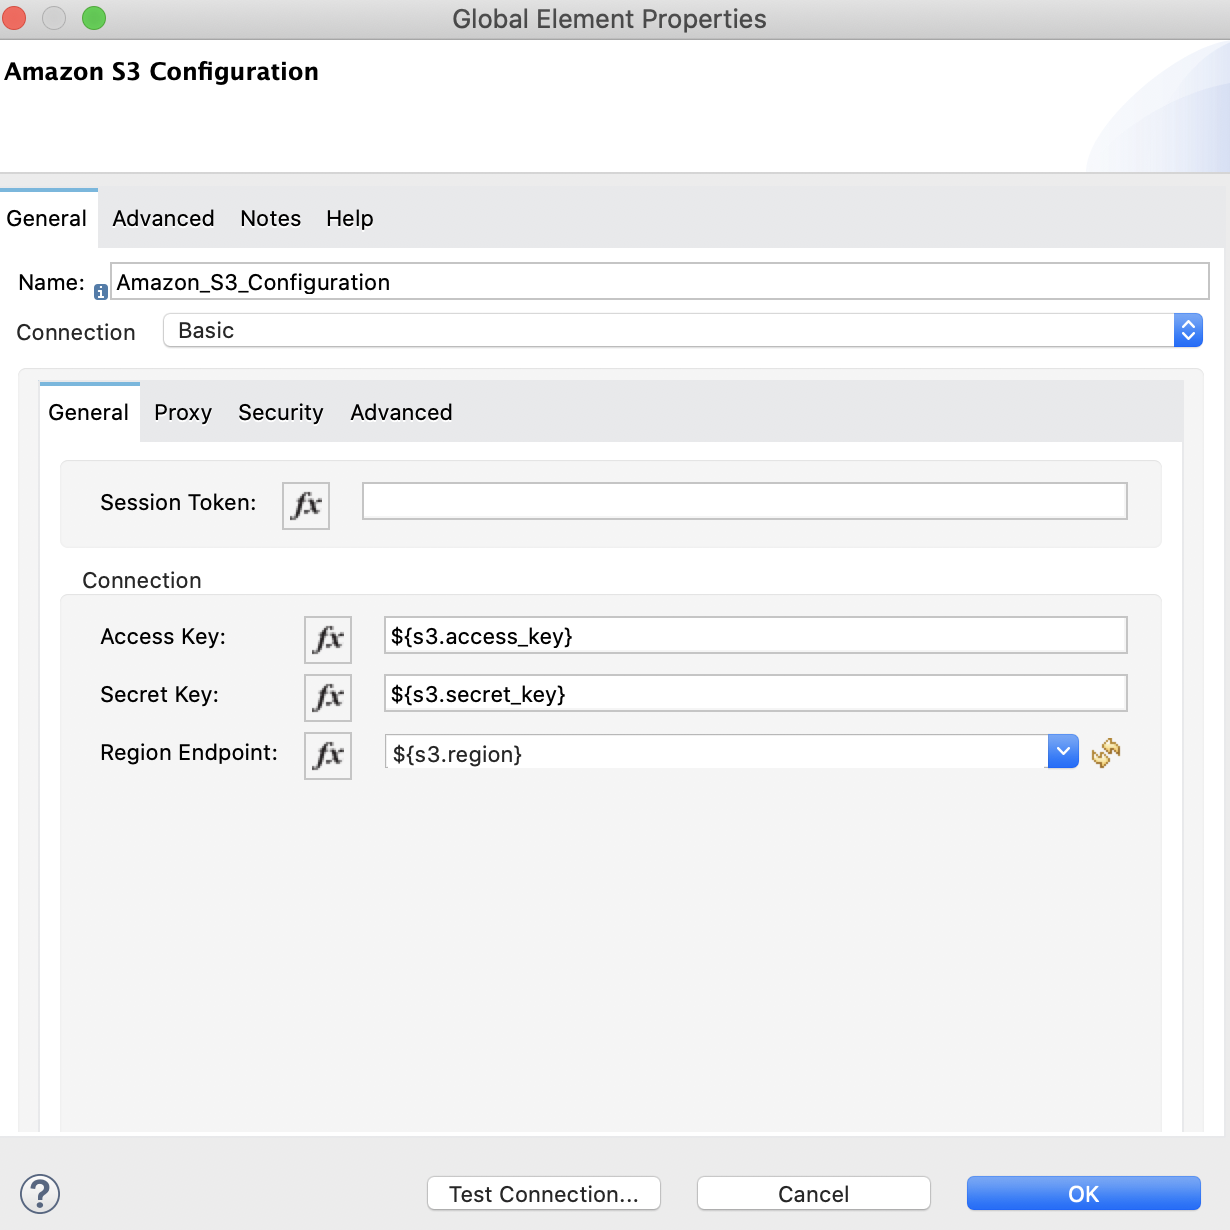 Global Element Properties
Amazon S3 Configuration
General Advanced Notes Help
Name: Amazon_S3_Configuration
Connection Basic
General Proxy Security Advanced
Session Token: fx
Connection
Access Key: fx ${s3.access_key}
Secret Key: fx ${s3.secret_key}
Region Endpoint: fx ${s3.region}
? Test Connection... Cancel OK